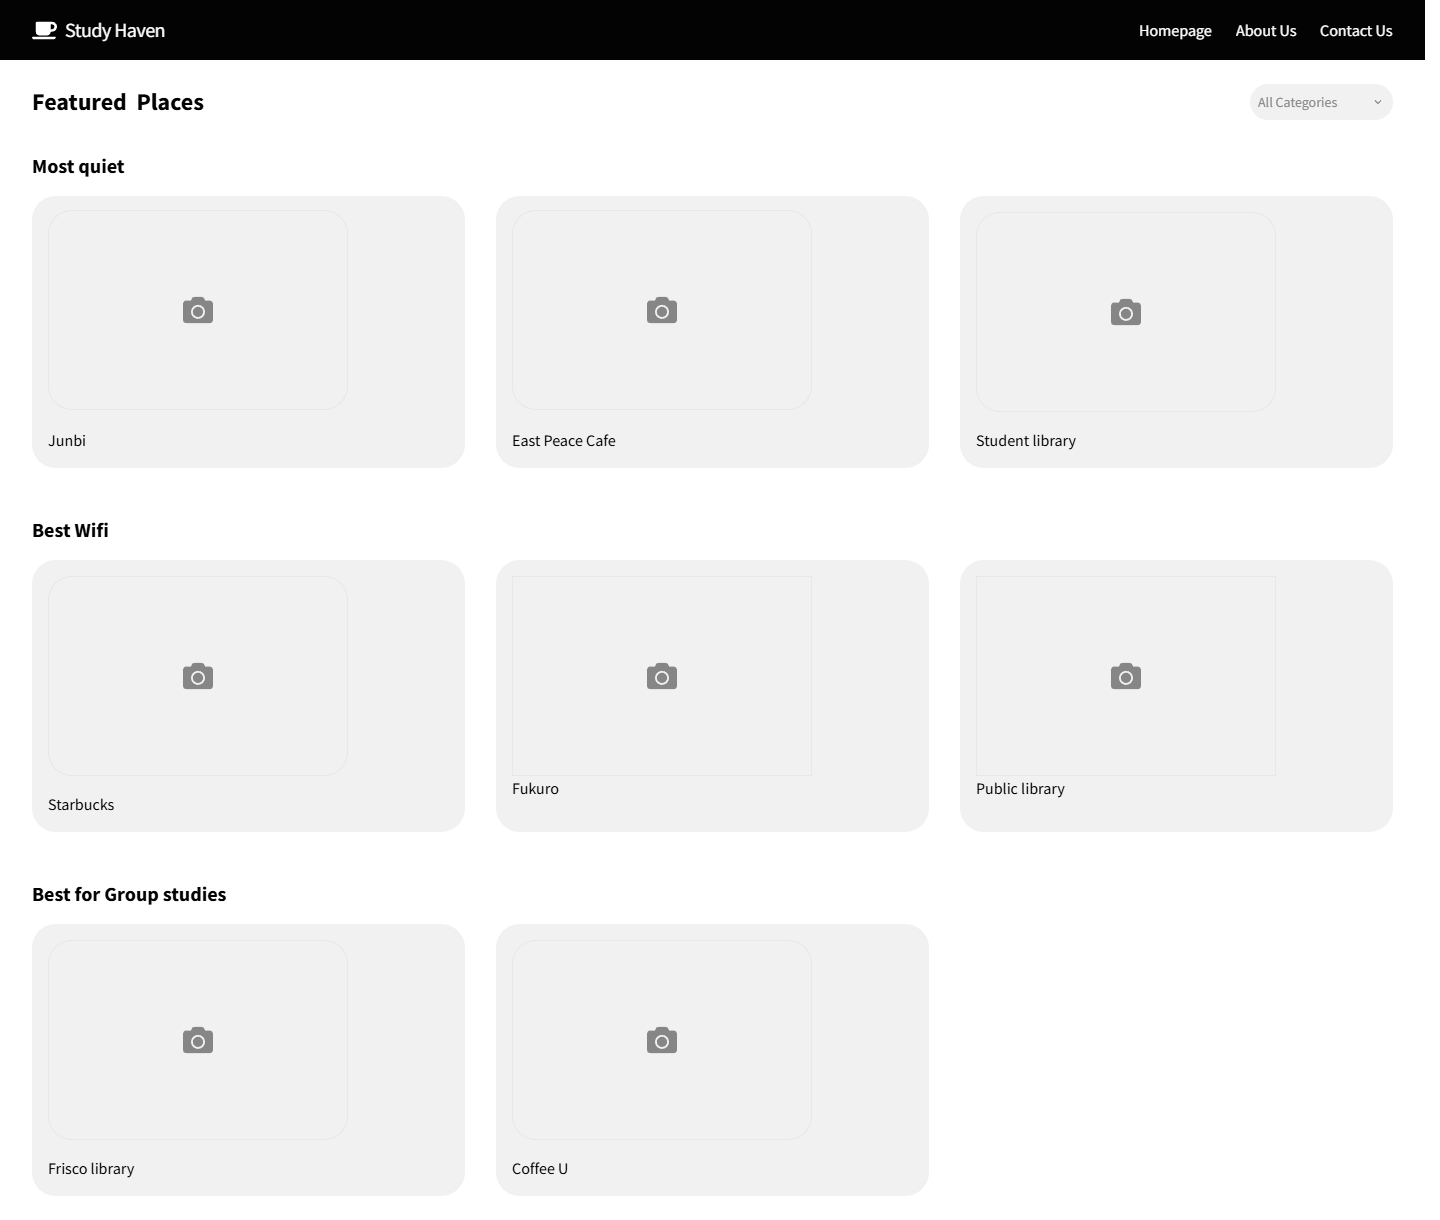 Study Haven
Homepage About Us Contact Us
Featured Places
All Categories
Most quiet
Junbi
East Peace Cafe
Student library
Best Wifi
Starbucks
Fukuro
Public library
Best for Group studies
Frisco library
Coffee U